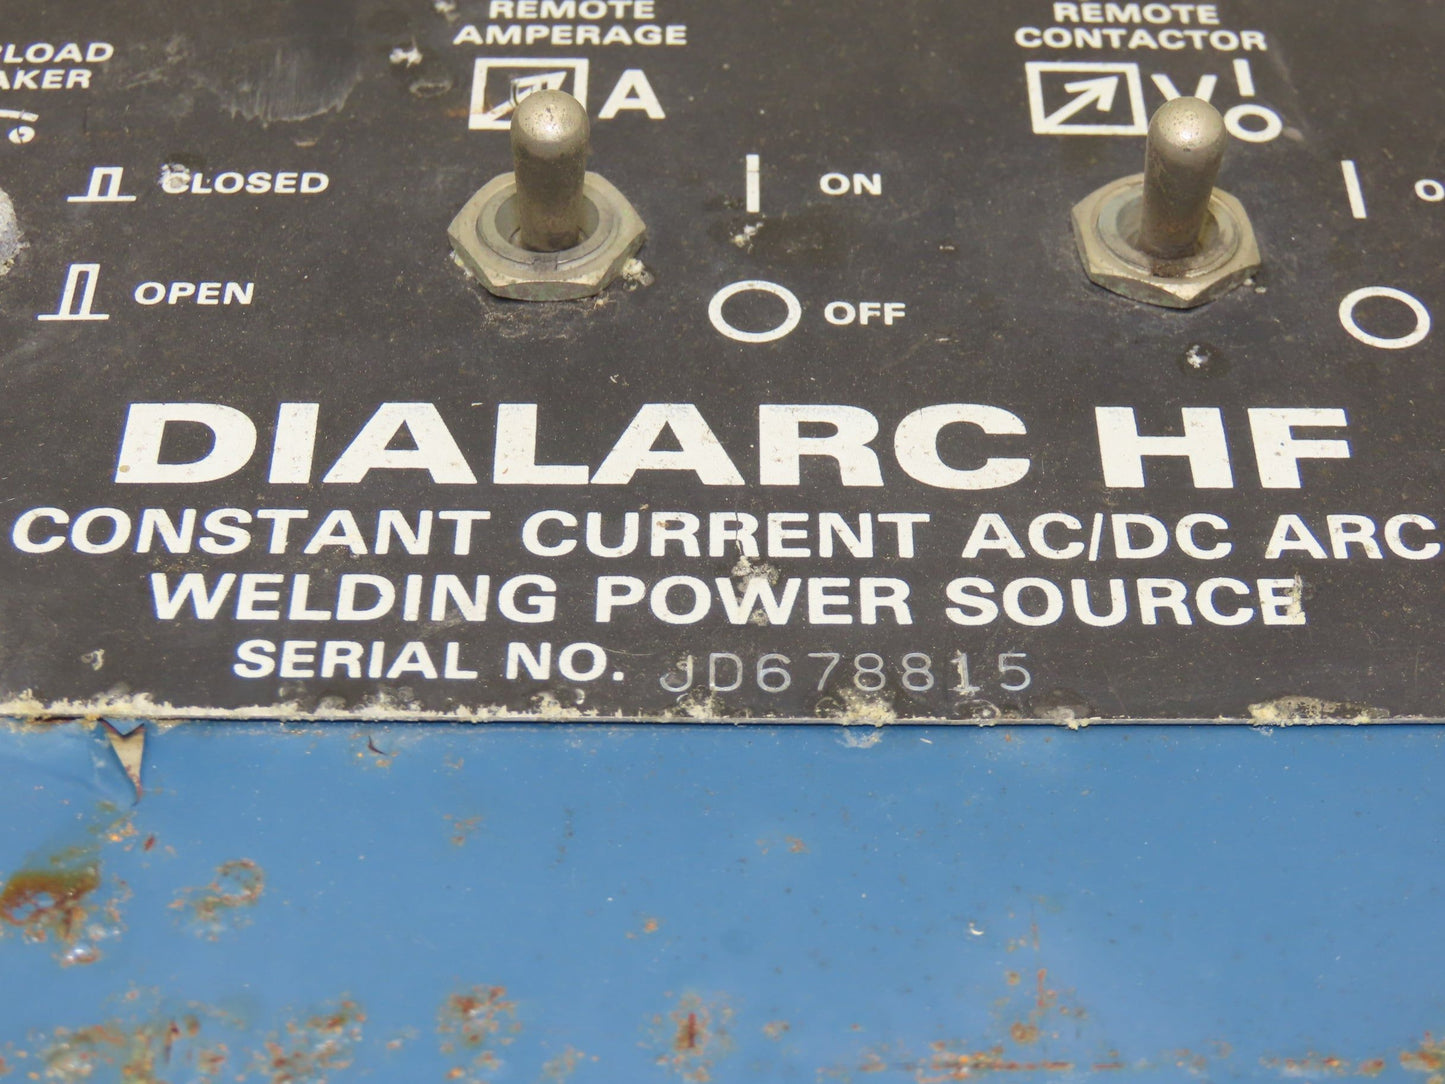 REMOTE
AMPERAGE
A
REMOTE
CONTACTOR
V
CLOSED
OPEN
ON
OFF
DIALARC HF
CONSTANT CURRENT AC/DC ARC
WELDING POWER SOURCE
SERIAL NO. JD678815